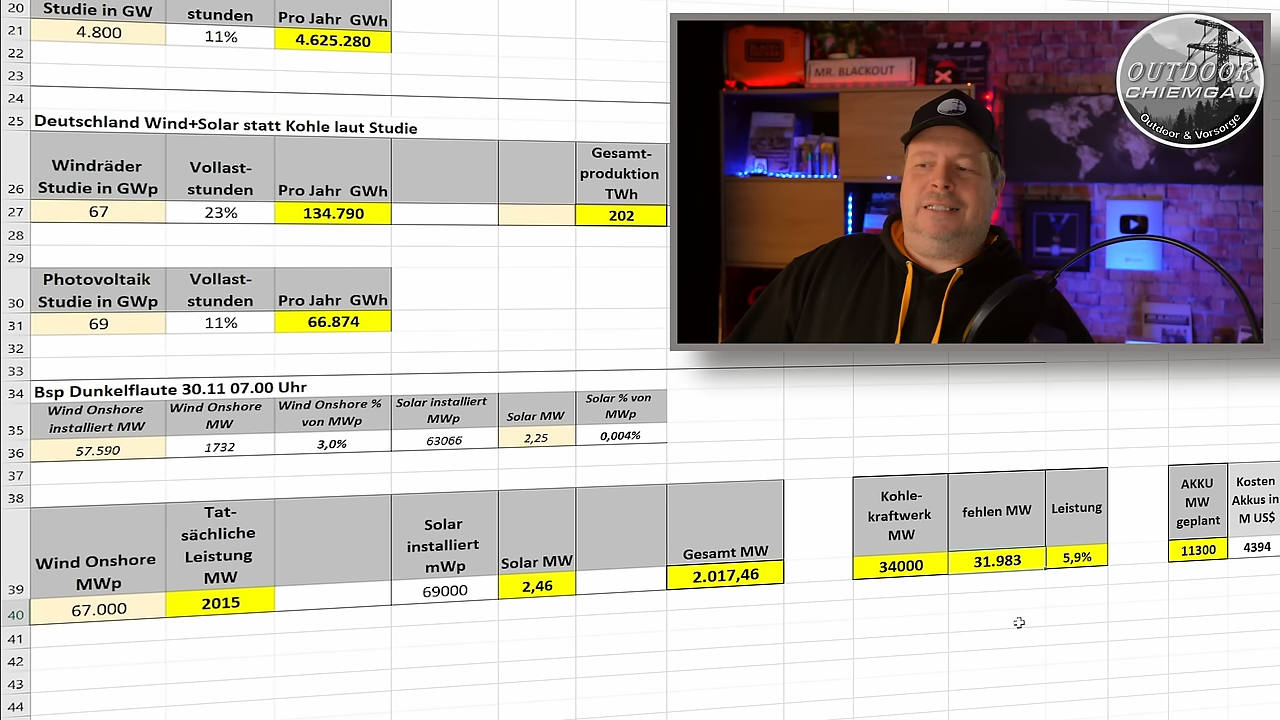 20
Studie in GW
stunden
Pro Jahr GWh
21
4.800
11%
4.625.280
22
23
24
25
Deutschland Wind+Solar statt Kohle laut Studie
26
Windräder
Studie in GWp
Vollast-
stunden
Pro Jahr GWh
Gesamt-
produktion
TWh
27
67
23%
134.790
202
28
29
30
Photovoltaik
Studie in GWp
Vollast-
stunden
Pro Jahr GWh
31
69
11%
66.874
32
33
34
Bsp Dunkelflaute 30.11 07.00 Uhr
35
Wind Onshore
installiert MW
Wind Onshore
MW
Wind Onshore %
von MWp
Solar installiert
MWp
Solar MW
Solar % von
MWp
36
57.590
1732
3,0%
63066
2,25
0,004%
37
38
39
Wind Onshore
MWp
Tat-
sächliche
Leistung
MW
Solar
installiert
mWp
Solar MW
Gesamt MW
Kohle-
kraftwerk
MW
fehlen MW
Leistung
AKKU
MW
geplant
Kosten
Akkus in
M US$
40
67.000
2015
69000
2,46
2.017,46
34000
31.983
5,9%
11300
4394
41
42
43
44
MR. BLACKOUT
OUTDOOR
CHIEMGAU
Outdoor & Vorsorge